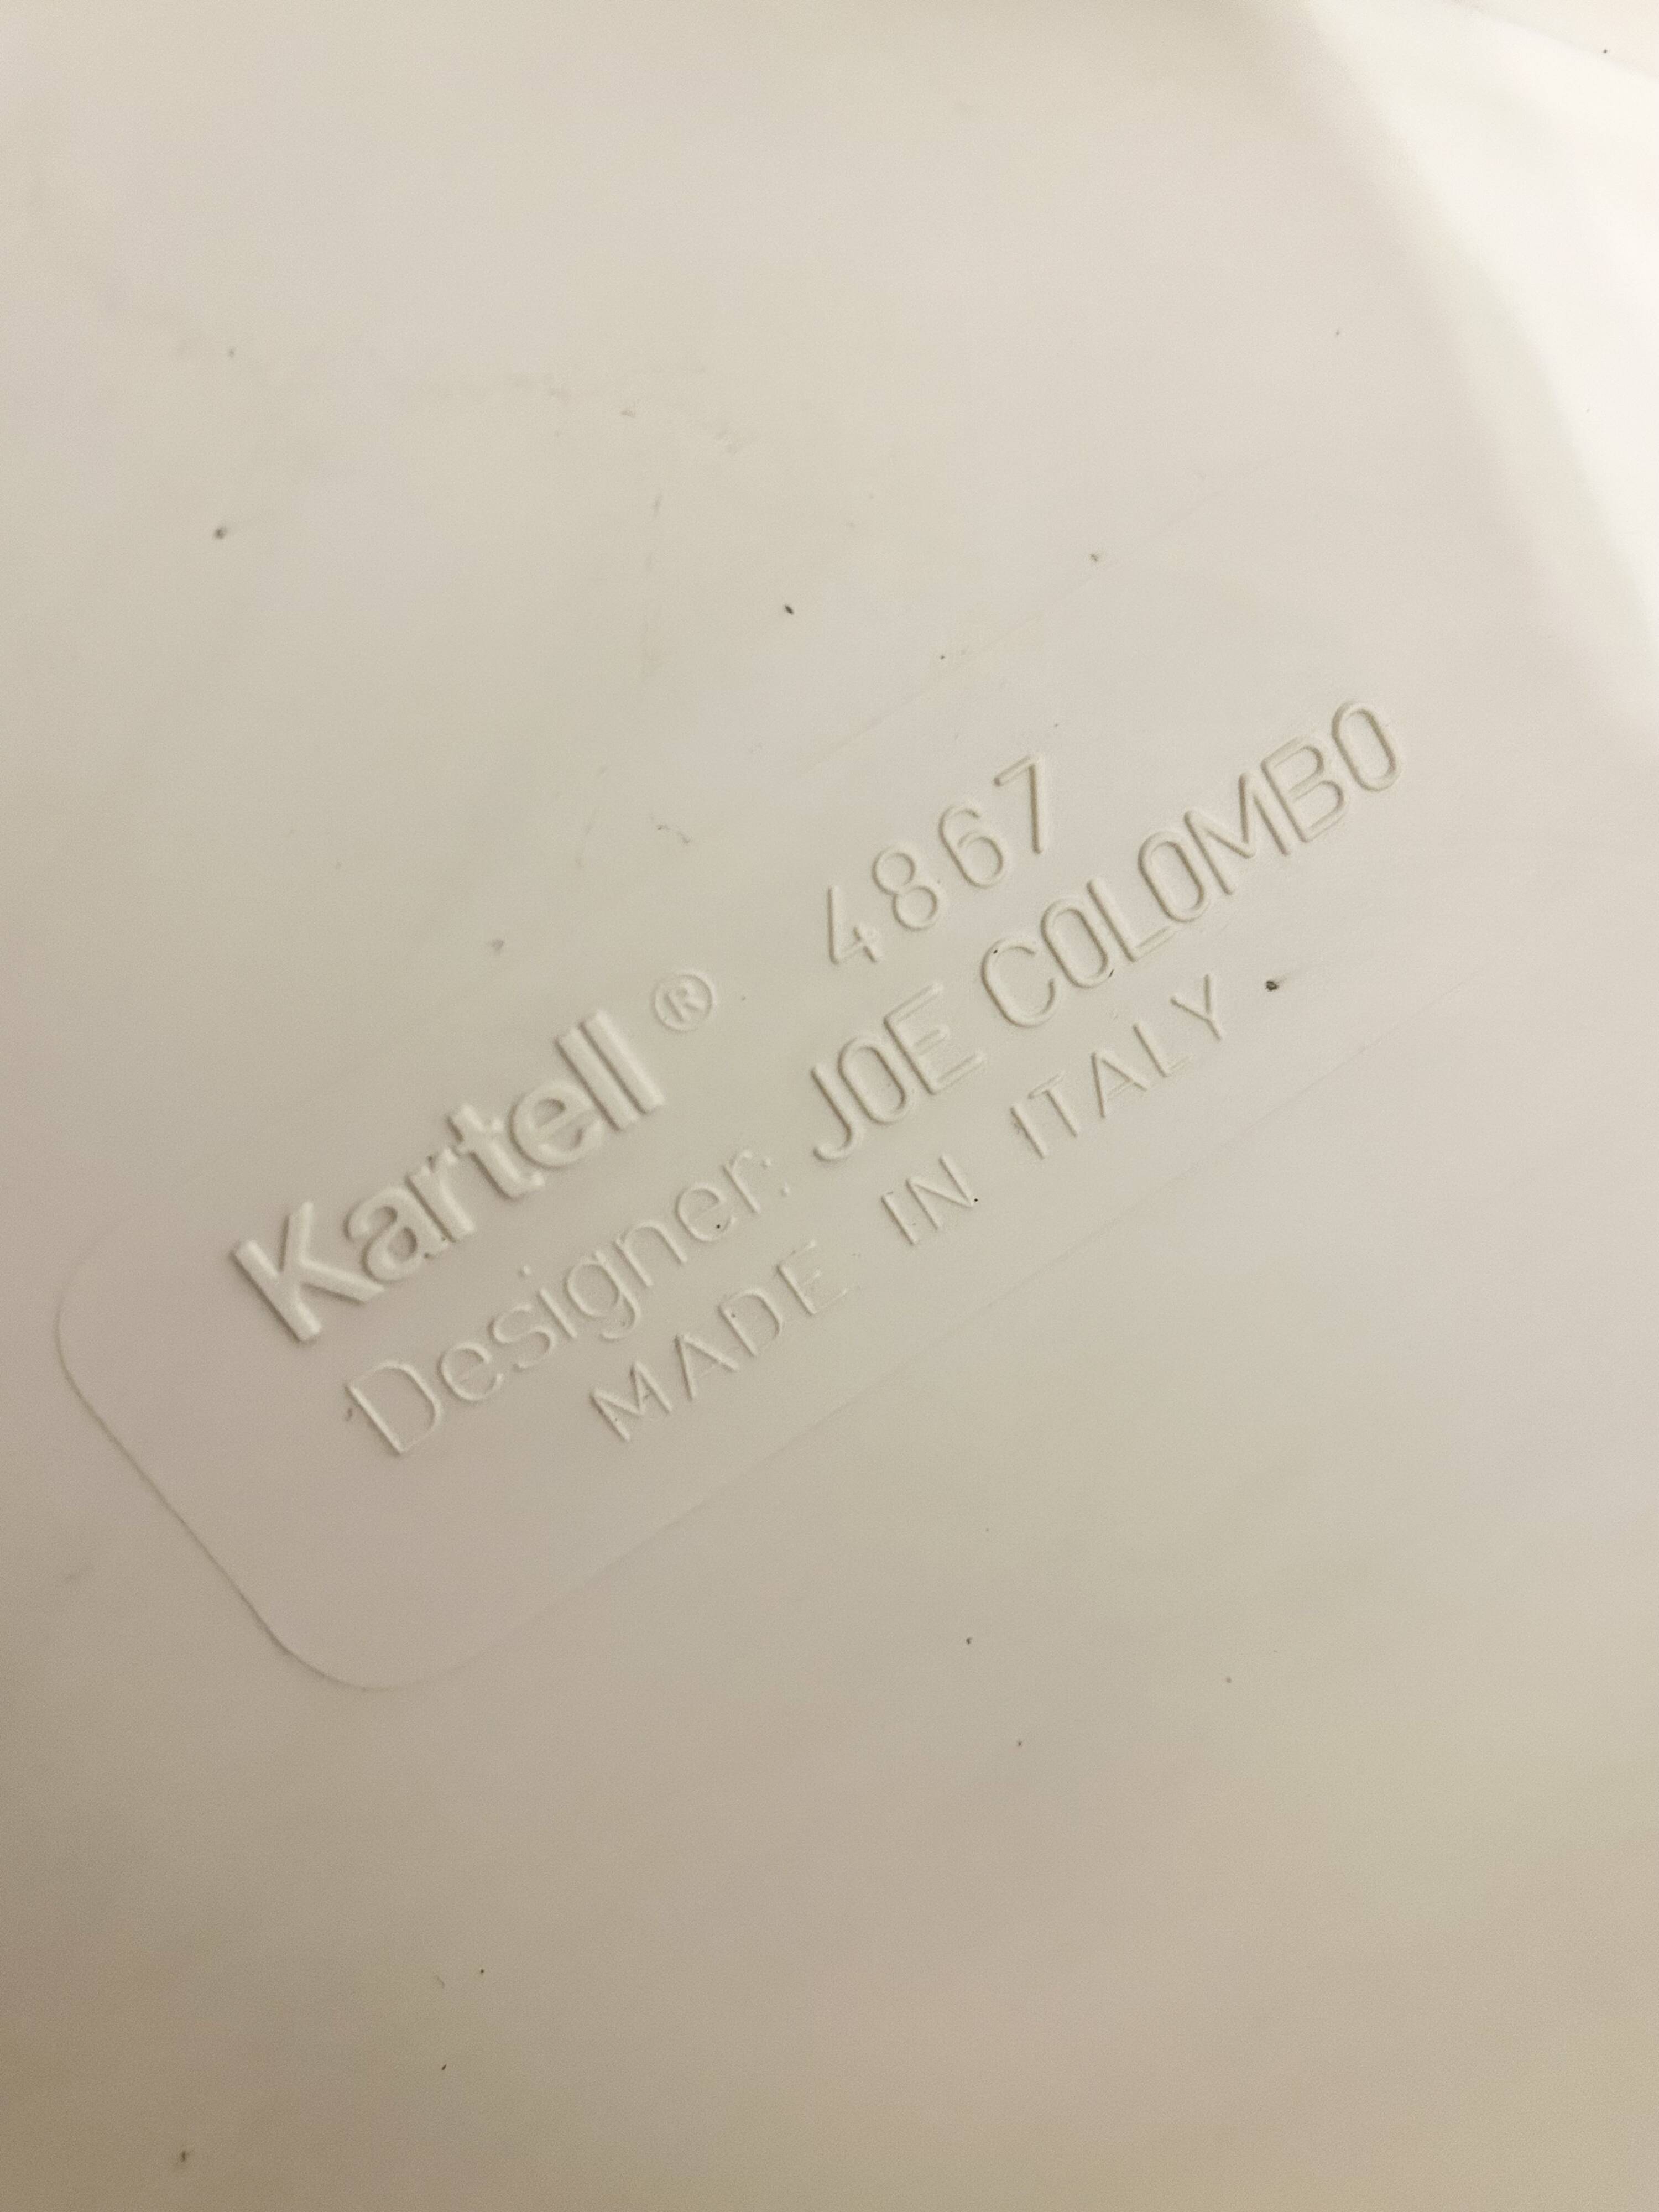 Kartell® 4867
Designer: JOE COLOMBO
MADE IN ITALY